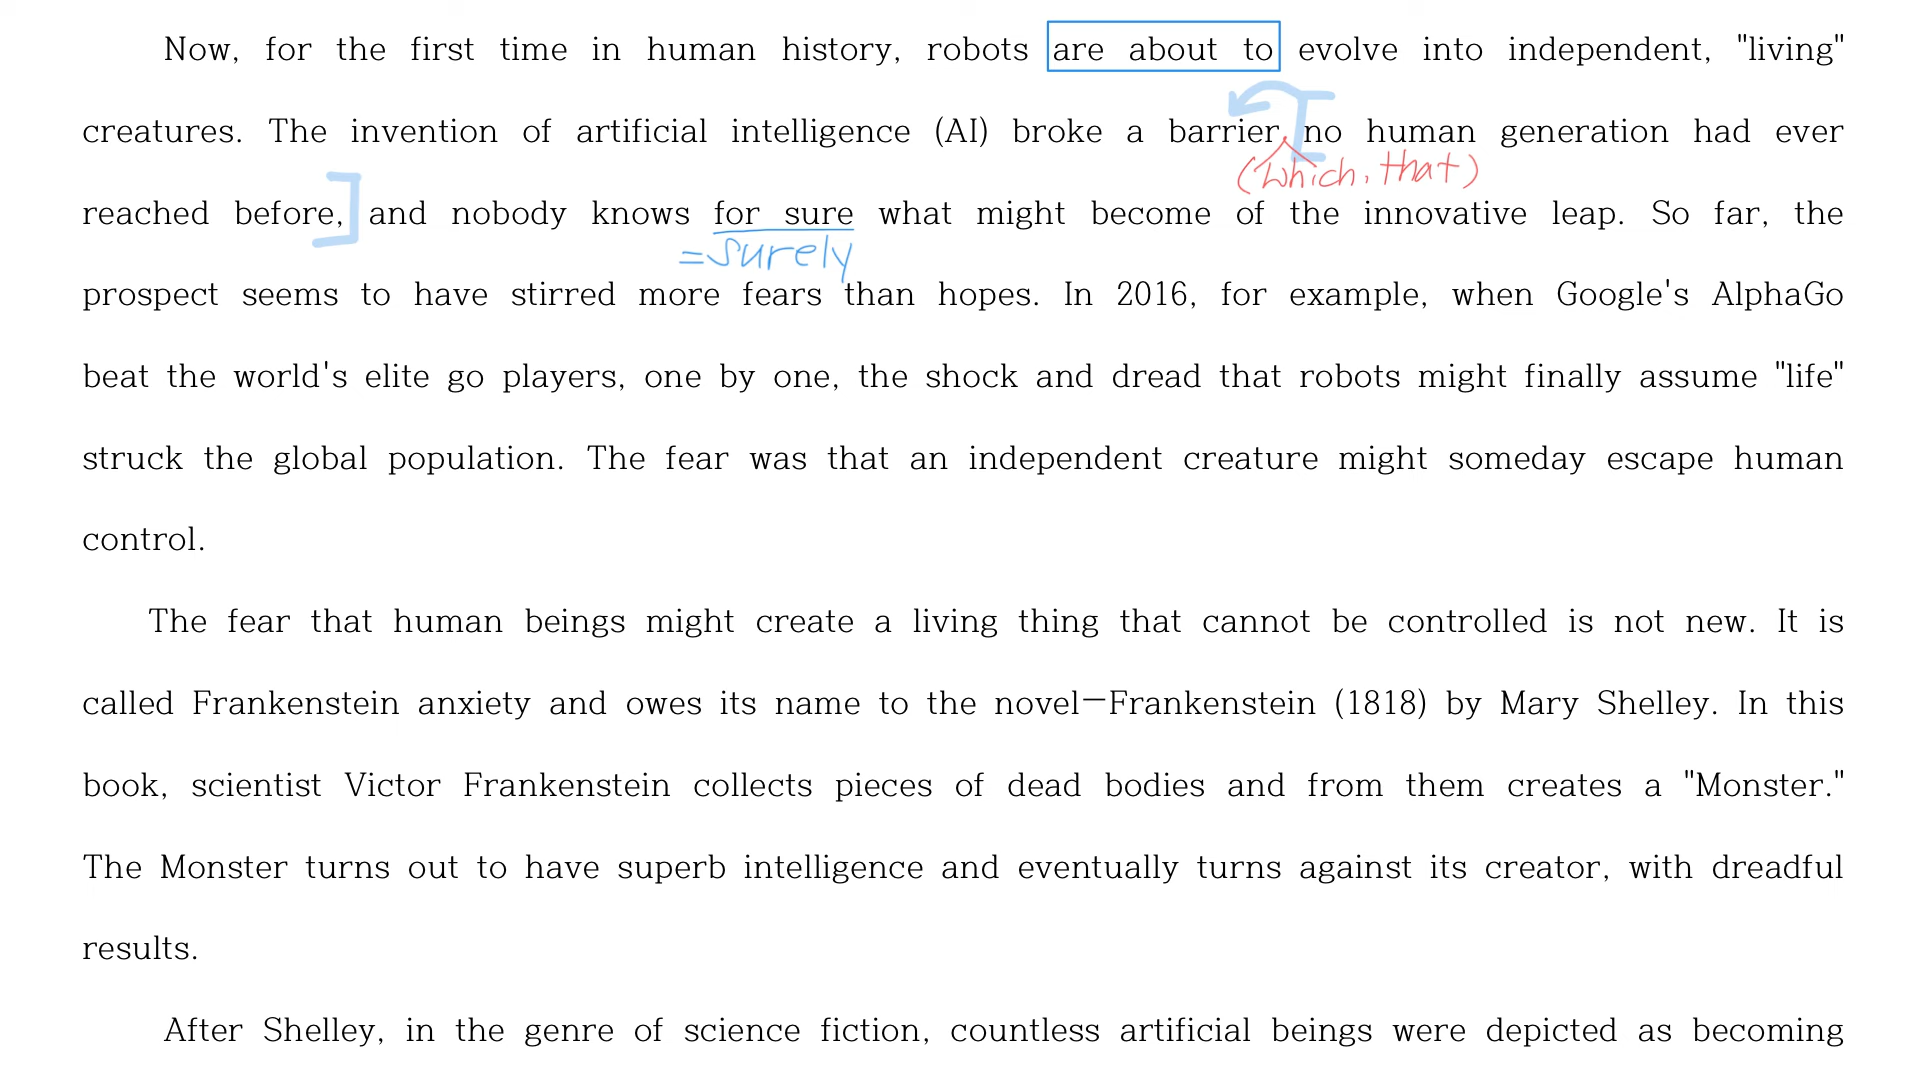 Now, for the first time in human history, robots are about to evolve into independent, "living"
creatures. The invention of artificial intelligence (AI) broke a barrier no human generation had ever
(which, that)
reached before, and nobody knows for sure what might become of the innovative leap. So far, the
=surely
prospect seems to have stirred more fears than hopes. In 2016, for example, when Google's AlphaGo
beat the world's elite go players, one by one, the shock and dread that robots might finally assume "life"
struck the global population. The fear was that an independent creature might someday escape human
control.
The fear that human beings might create a living thing that cannot be controlled is not new. It is
called Frankenstein anxiety and owes its name to the novel—Frankenstein (1818) by Mary Shelley. In this
book, scientist Victor Frankenstein collects pieces of dead bodies and from them creates a "Monster."
The Monster turns out to have superb intelligence and eventually turns against its creator, with dreadful
results.
After Shelley, in the genre of science fiction, countless artificial beings were depicted as becoming